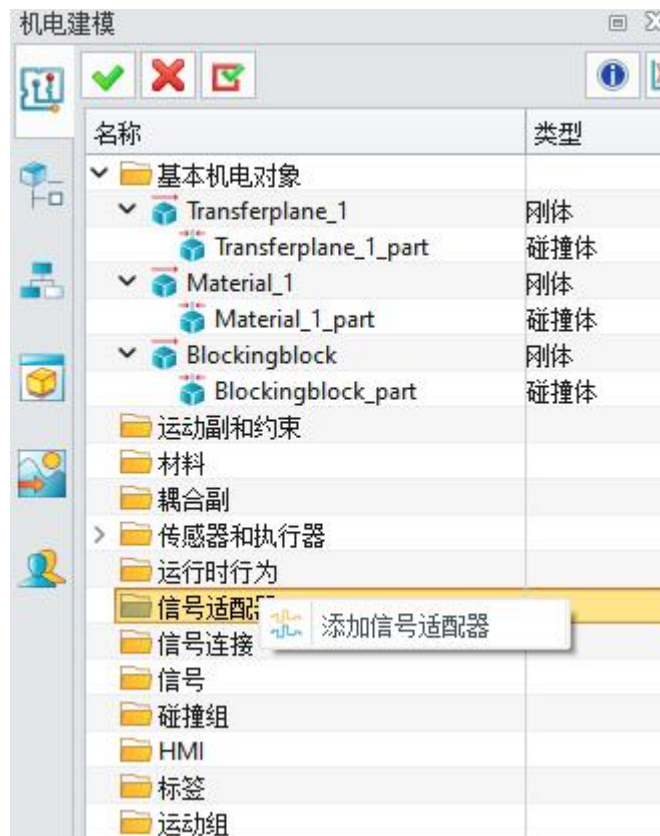 机电建模
名称 类型
基本机电对象
Transferplane_1 刚体
Transferplane_1_part 碰撞体
Material_1 刚体
Material_1_part 碰撞体
Blockingblock 刚体
Blockingblock_part 碰撞体
运动副和约束
材料
耦合副
传感器和执行器
运行时行为
信号适配器
添加信号适配器
信号连接
信号
碰撞组
HMI
标签
运动组